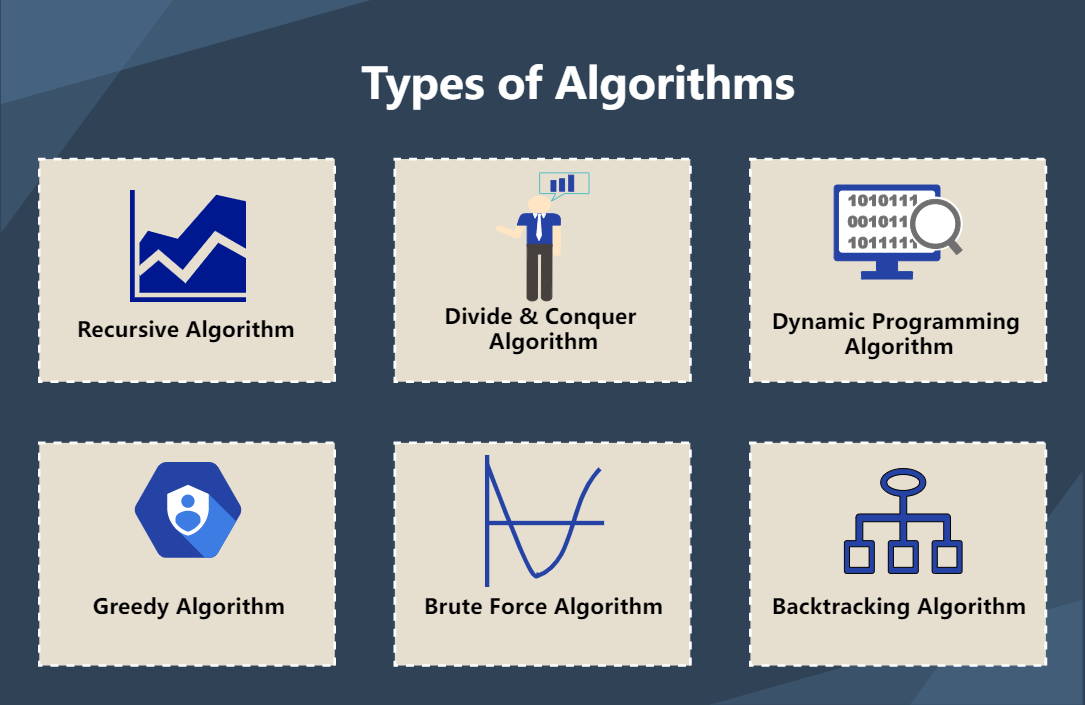 Types of Algorithms
1010111
001011
1011111
Recursive Algorithm
Divide & Conquer
Algorithm
Dynamic Programming
Algorithm
Greedy Algorithm
Brute Force Algorithm
Backtracking Algorithm